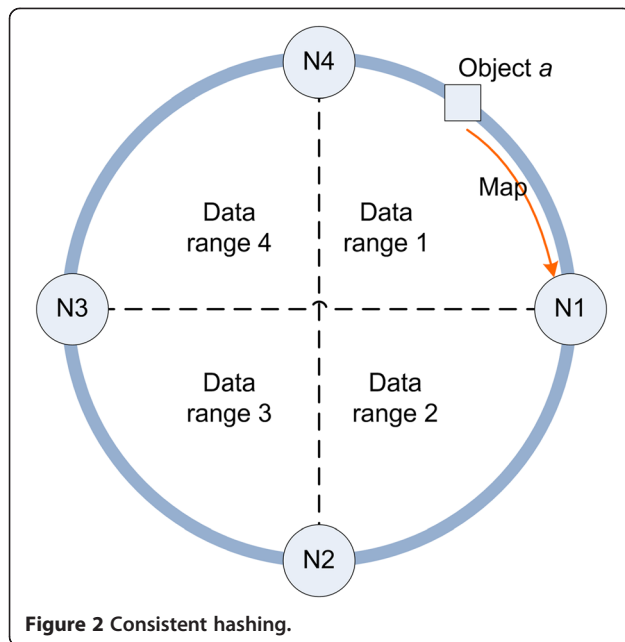 N4
Object a
Map
Data
range 4
Data
range 1
N3
N1
Data
range 3
Data
range 2
N2
Figure 2 Consistent hashing.